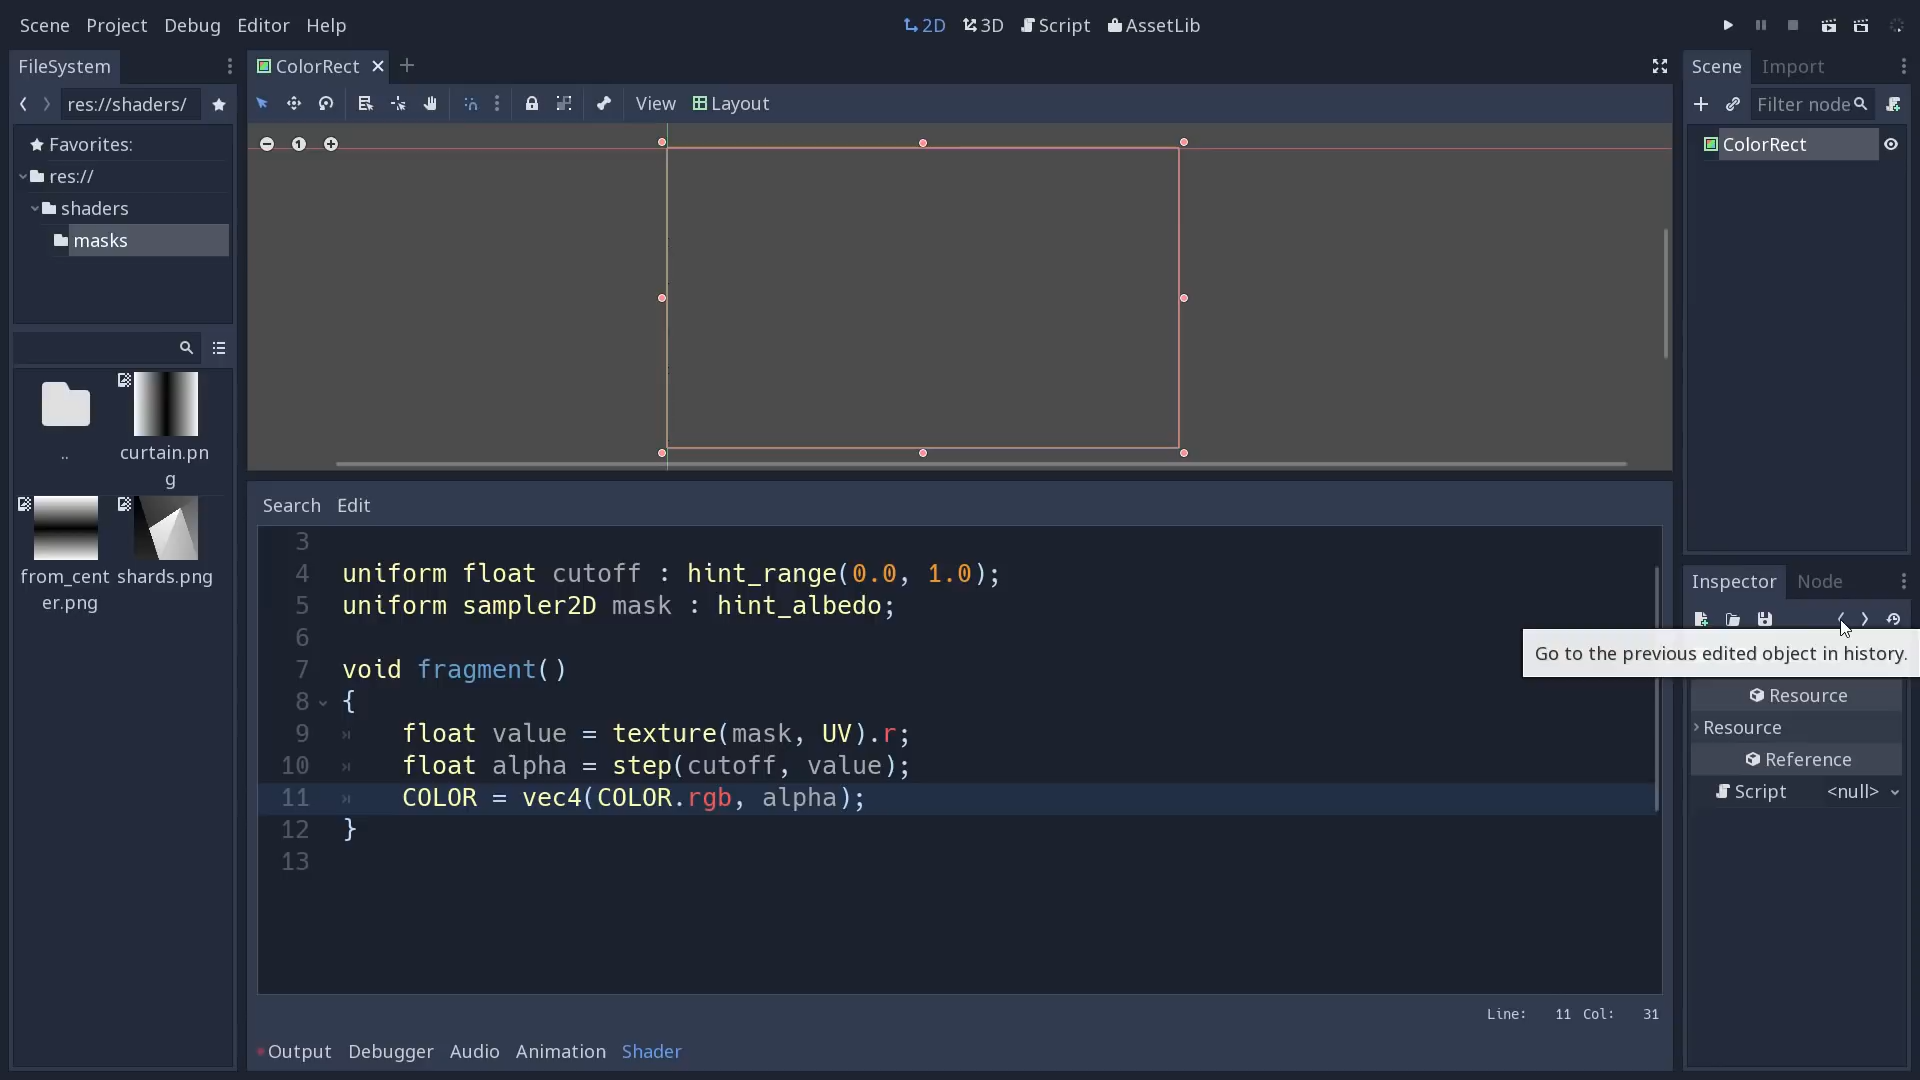 Scene Project Debug Editor Help
2D 3D Script AssetLib
FileSystem
ColorRect
Scene Import
res://shaders/
View Layout
Filter node
Favorites:
res://
shaders
masks
1
ColorRect
..
curtain.pn
g
from_cent
er.png
shards.png
Search Edit
3
4 uniform float cutoff : hint_range(0.0, 1.0);
5 uniform sampler2D mask : hint_albedo;
6
7 void fragment()
8 {
9 float value = texture(mask, UV).r;
10 float alpha = step(cutoff, value);
11 COLOR = vec4(COLOR.rgb, alpha);
12 }
13
Line: 11 Col: 31
Output Debugger Audio Animation Shader
Inspector Node
Go to the previous edited object in history.
Resource
Resource
Reference
Script <null>